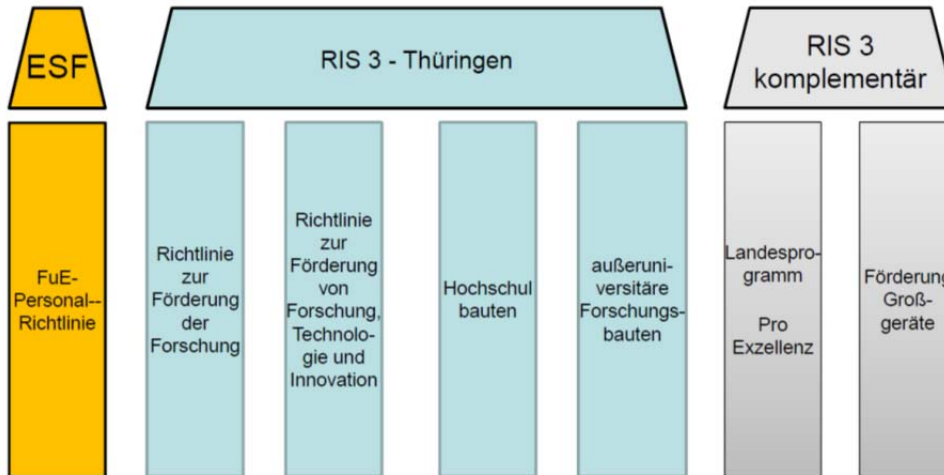 ESF
RIS 3 - Thüringen
RIS 3
komplementär
FuE-
Personal--
Richtlinie
Richtlinie
zur
Förderung
der
Forschung
Richtlinie
zur
Förderung
von
Forschung,
Technolo-
gie und
Innovation
Hochschul
bauten
außeruni-
versitäre
Forschungs-
bauten
Landespro-
gramm
Pro
Exzellenz
Förderung
Groß-
geräte